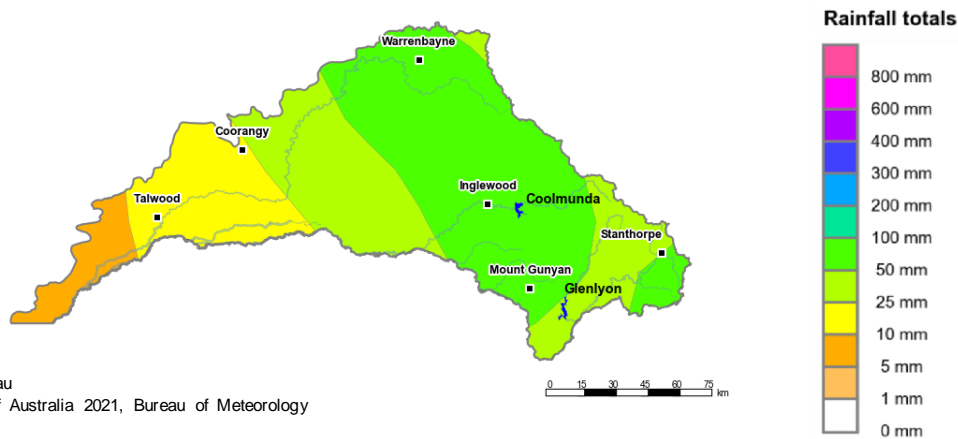 Rainfall totals
Warrenbayne
800 mm
600 mm
Coorangy
400 mm
300 mm
Talwood
Inglewood
Coolmunda
200 mm
Stanthorpe
100 mm
Mount Gunyan
50 mm
Glenlyon
25 mm
10 mm
5 mm
1 mm
0 mm
0 15 30 45 60 75
km
au
f Australia 2021, Bureau of Meteorology